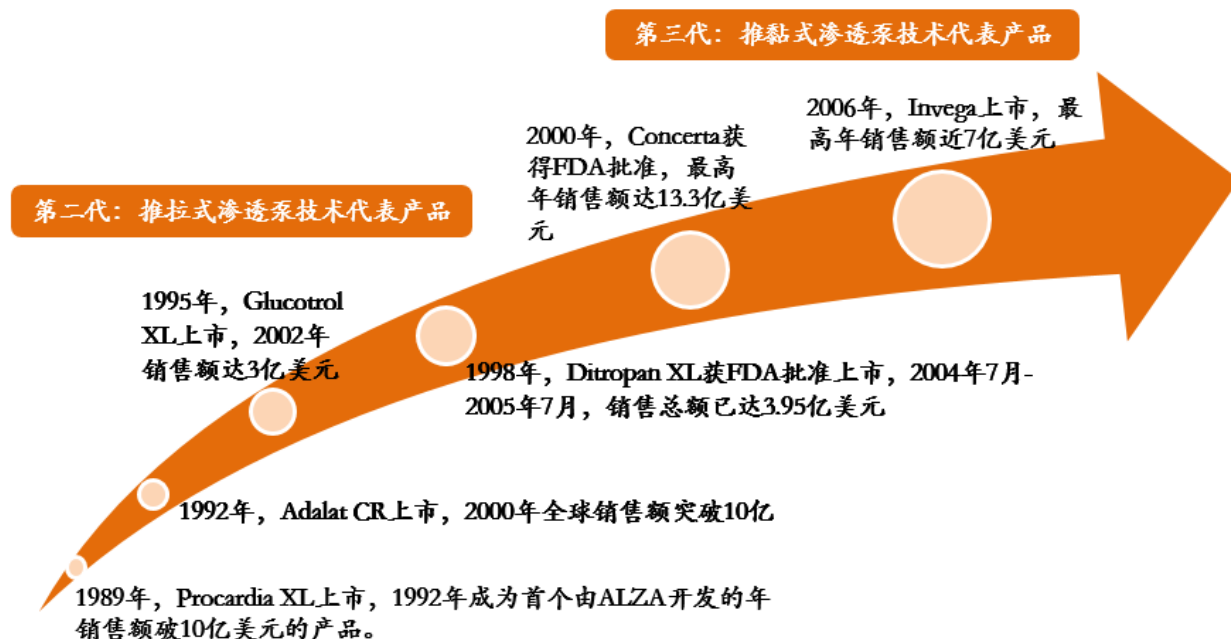 第三代：推黏式渗透泵技术代表产品
2006年，Invega上市，最
高年销售额近7亿美元
2000年，Concerta获
得FDA批准，最高
年销售额达13.3亿美
元
第二代：推拉式渗透泵技术代表产品
1995年，Glucotrol
XL上市，2002年
销售额达3亿美元
1998年，Ditropan XL获FDA批准上市，2004年7月-
2005年7月，销售总额已达3.95亿美元
1992年，Adalat CR上市，2000年全球销售额突破10亿
1989年，Procardia XL上市，1992年成为首个由ALZA开发的年
销售额破10亿美元的产品。